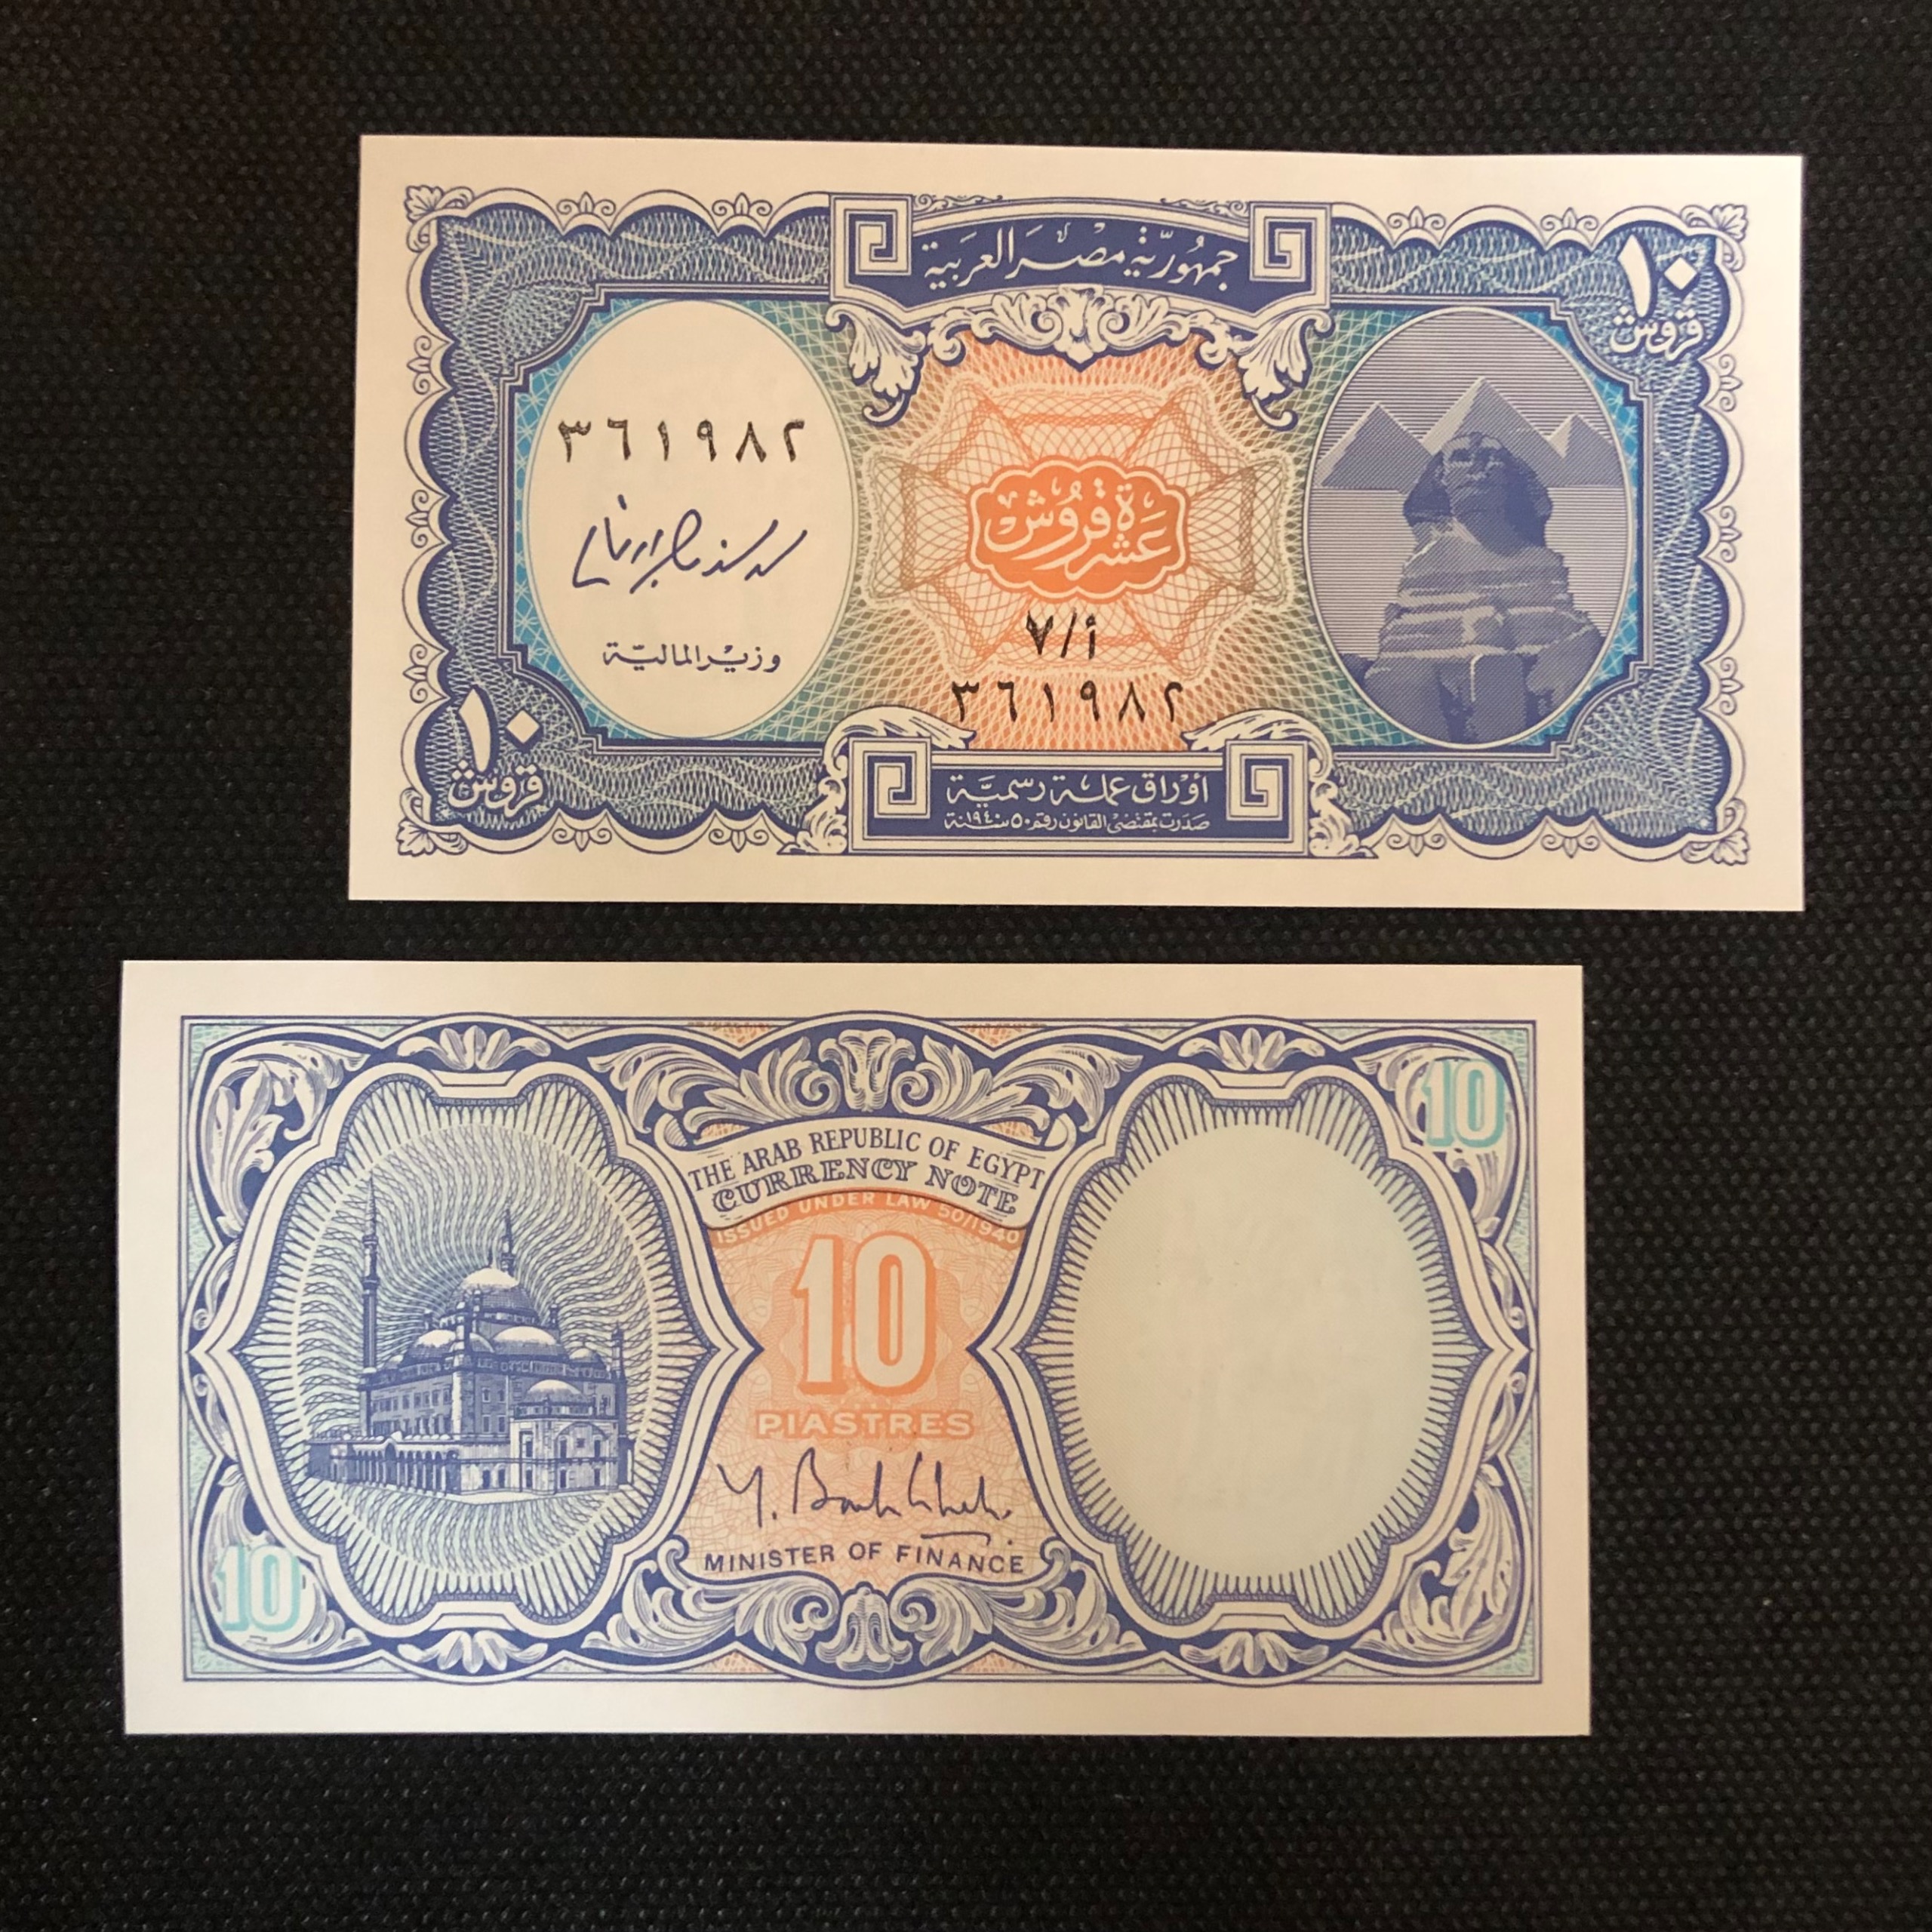 جمهورية مصر العربية
١٠
قروش
٣٦١٩٨٢
عشرة قروش
وزير المالية
أ/٧
٣٦١٩٨٢
١٠
قروش
أوراق عملة رسمية
صدرت بمقتضى القانون رقم ٥٠ سنة ١٩٤٠
THE ARAB REPUBLIC OF EGYPT
CURRENCY NOTE
ISSUED UNDER LAW 50/1940
10
10
PIASTRES
MINISTER OF FINANCE
10